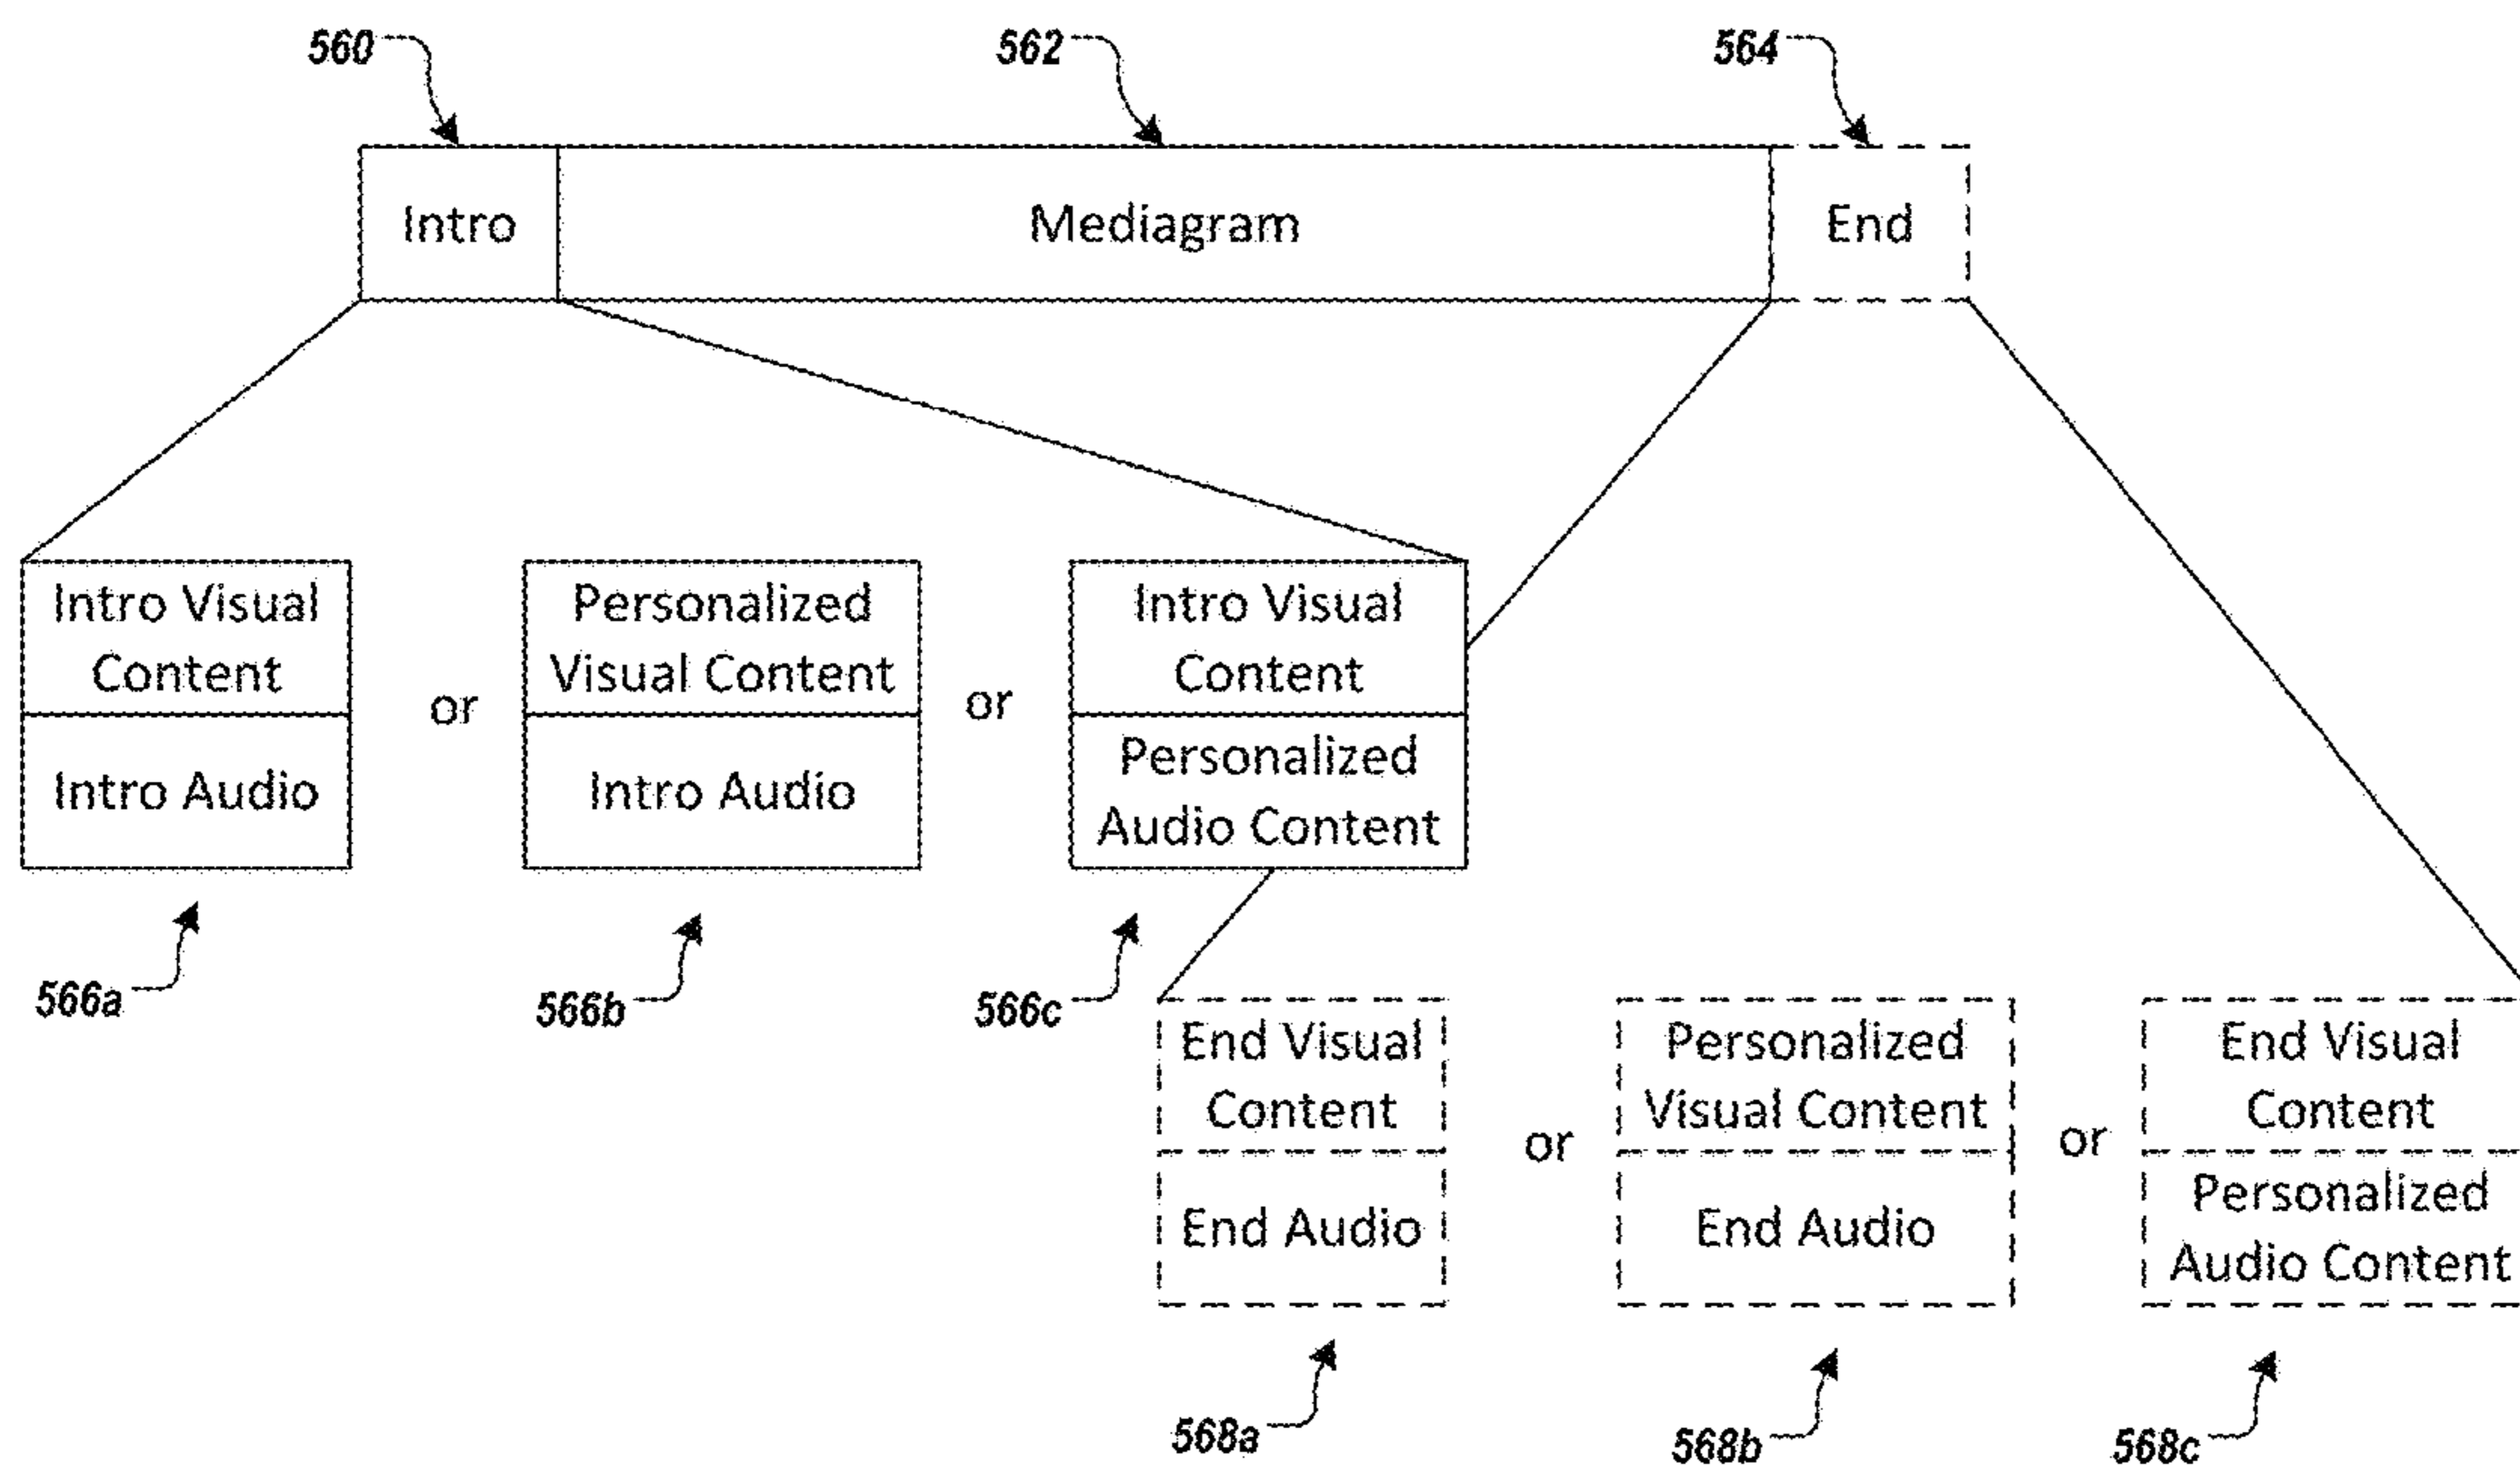 560
562
564
Intro
Mediagram
End
Intro Visual
Content
Intro Audio
or
Personalized
Visual Content
Intro Audio
or
Intro Visual
Content
Personalized
Audio Content
566a
566b
566c
End Visual
Content
End Audio
or
Personalized
Visual Content
End Audio
or
End Visual
Content
Personalized
Audio Content
568a
568b
568c